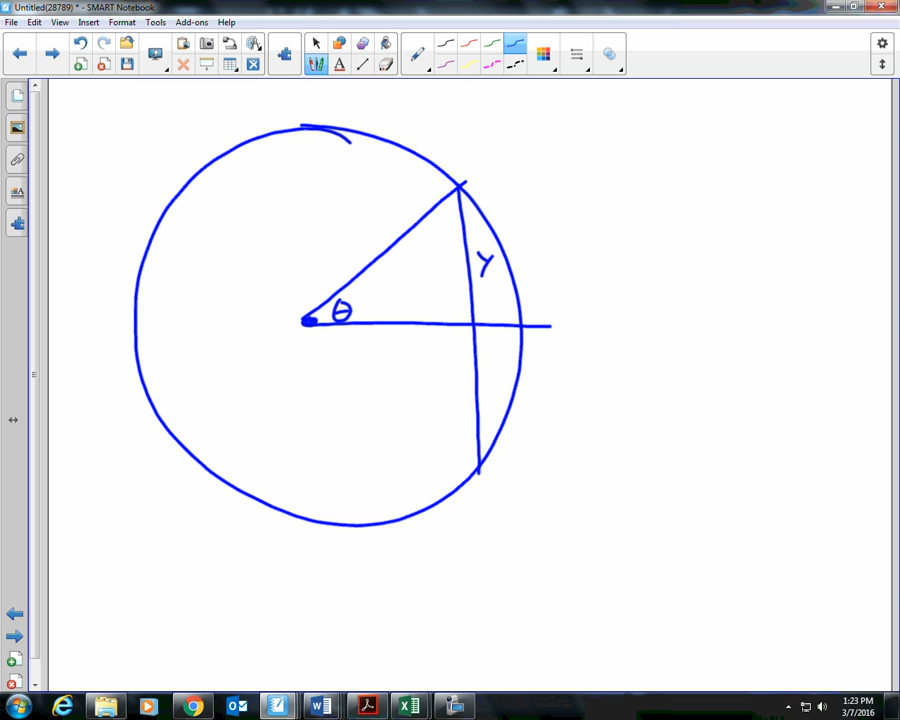 Untitled(28789) * - SMART Notebook
File Edit View Insert Format Tools Add-ons Help
θ
Y
1:23 PM
3/7/2016